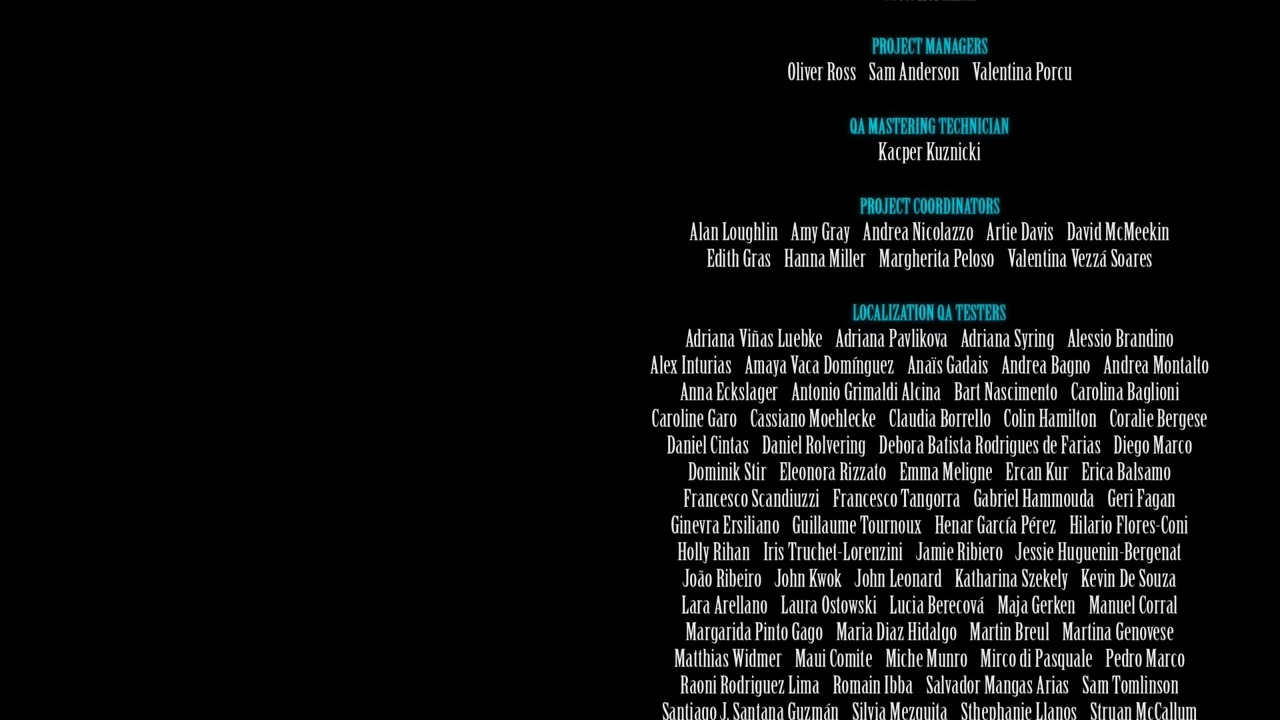 PROJECT MANAGERS
Oliver Ross Sam Anderson Valentina Porcu
QA MASTERING TECHNICIAN
Kacper Kuznicki
PROJECT COORDINATORS
Alan Loughlin Amy Gray Andrea Nicolazzo Artie Davis David McMeekin
Edith Gras Hanna Miller Margherita Peloso Valentina Vezzá Soares
LOCALIZATION QA TESTERS
Adriana Viñas Luebke Adriana Pavlikova Adriana Syring Alessio Brandino
Alex Inturias Amaya Vaca Domínguez Anaïs Gadais Andrea Bagno Andrea Montalto
Anna Eckslager Antonio Grimaldi Alcina Bart Nascimento Carolina Baglioni
Caroline Garo Cassiano Moehlecke Claudia Borrello Colin Hamilton Coralie Bergese
Daniel Cintas Daniel Rolvering Debora Batista Rodrigues de Farias Diego Marco
Dominik Stir Eleonora Rizzato Emma Meligne Ercan Kur Erica Balsamo
Francesco Scandiuzzi Francesco Tangorra Gabriel Hammouda Geri Fagan
Ginevra Ersiliano Guillaume Tournoux Henar García Pérez Hilario Flores-Coni
Holly Rihan Iris Truchet-Lorenzini Jamie Ribiero Jessie Huguenin-Bergenat
João Ribeiro John Kwok John Leonard Katharina Szekely Kevin De Souza
Lara Arellano Laura Ostowski Lucia Berecová Maja Gerken Manuel Corral
Margarida Pinto Gago Maria Diaz Hidalgo Martin Breul Martina Genovese
Matthias Widmer Maui Comite Miche Munro Mirco di Pasquale Pedro Marco
Raoni Rodriguez Lima Romain Ibba Salvador Mangas Arias Sam Tomlinson
Santiago J. Santana Guzmán Silvia Mezquita Sthephanie Llanos Struan McCallum